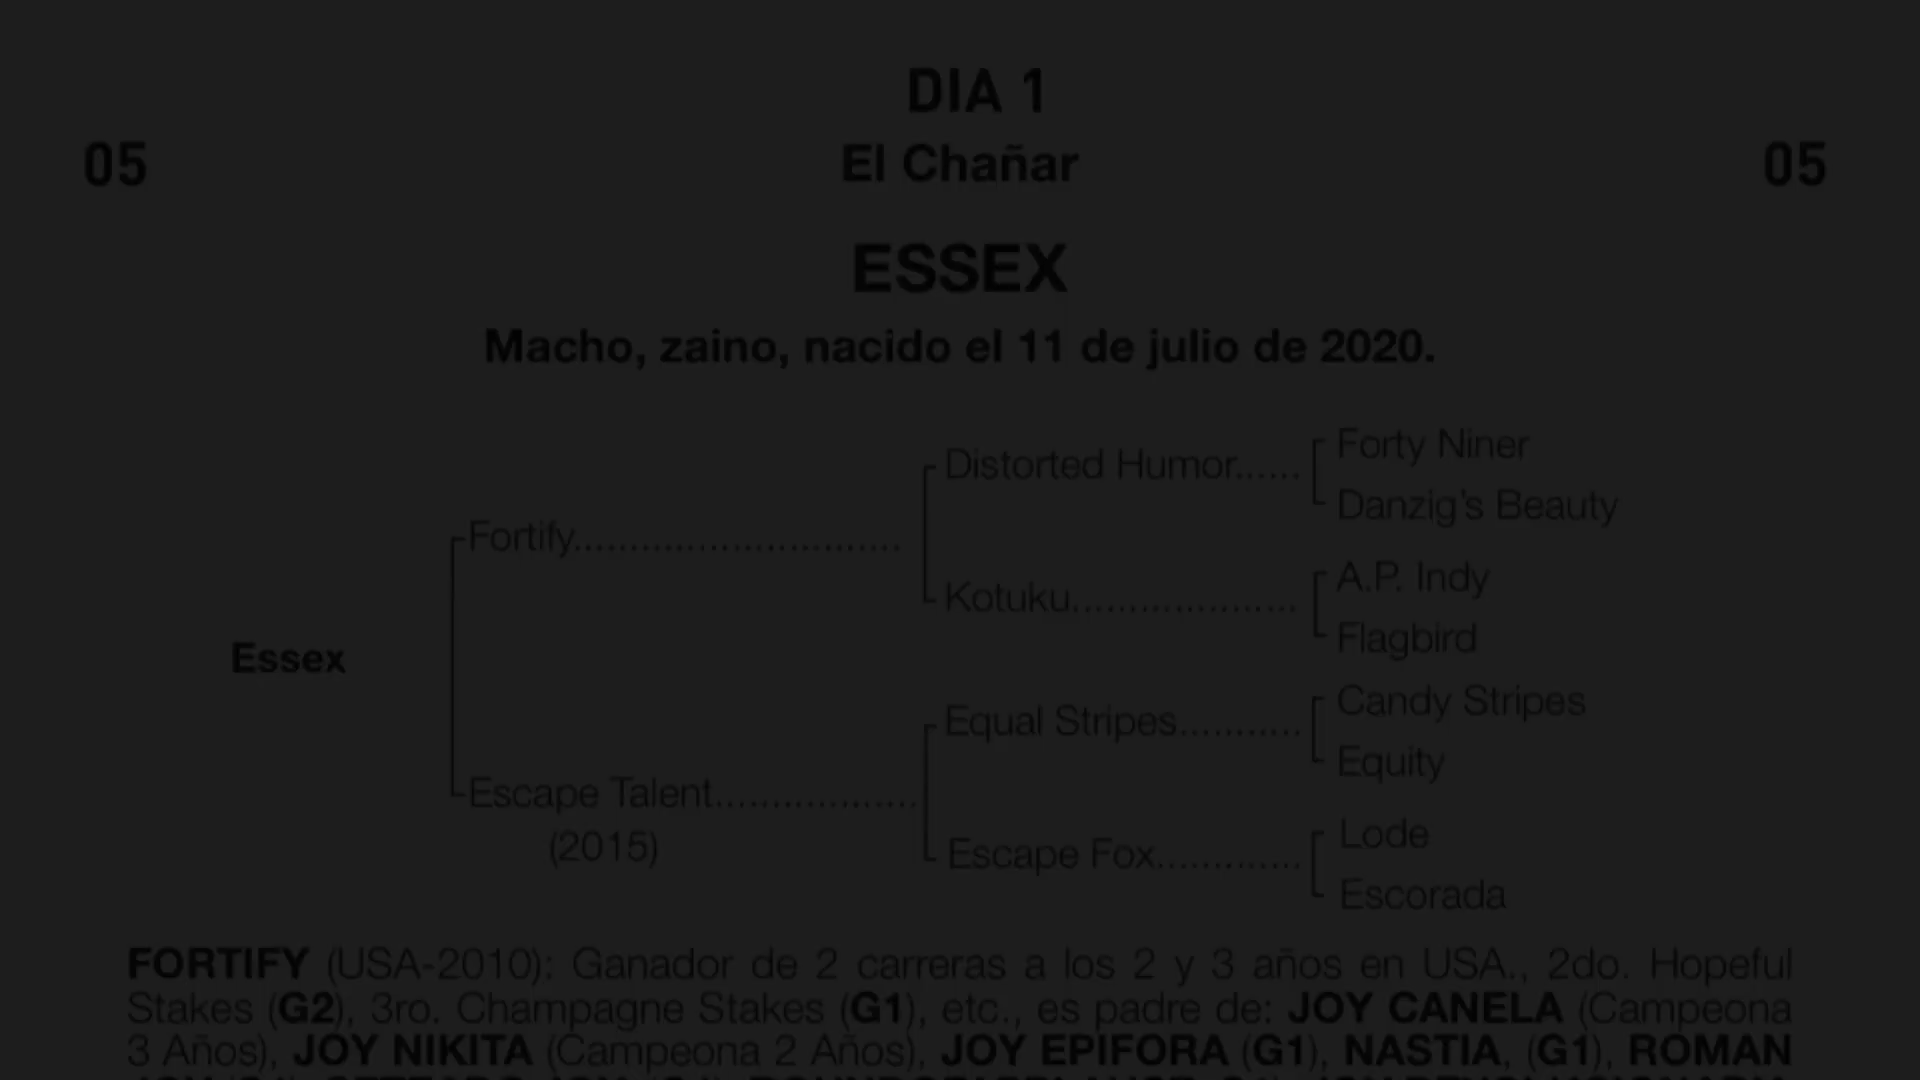 DIA 1
05 El Chañar 05
ESSEX
Macho, zaino, nacido el 11 de julio de 2020.
Forty Niner
Distorted Humor......
Danzig's Beauty
Fortify............................
A.P. Indy
Kotuku....................
Flagbird
Essex
Candy Stripes
Equal Stripes...........
Equity
Escape Talent..................
(2015)
Lode
Escape Fox.............
Escorada
FORTIFY (USA-2010): Ganador de 2 carreras a los 2 y 3 años en USA., 2do. Hopeful
Stakes (G2), 3ro. Champagne Stakes (G1), etc., es padre de: JOY CANELA (Campeona
3 Años), JOY NIKITA (Campeona 2 Años), JOY EPIFORA (G1), NASTIA, (G1), ROMAN